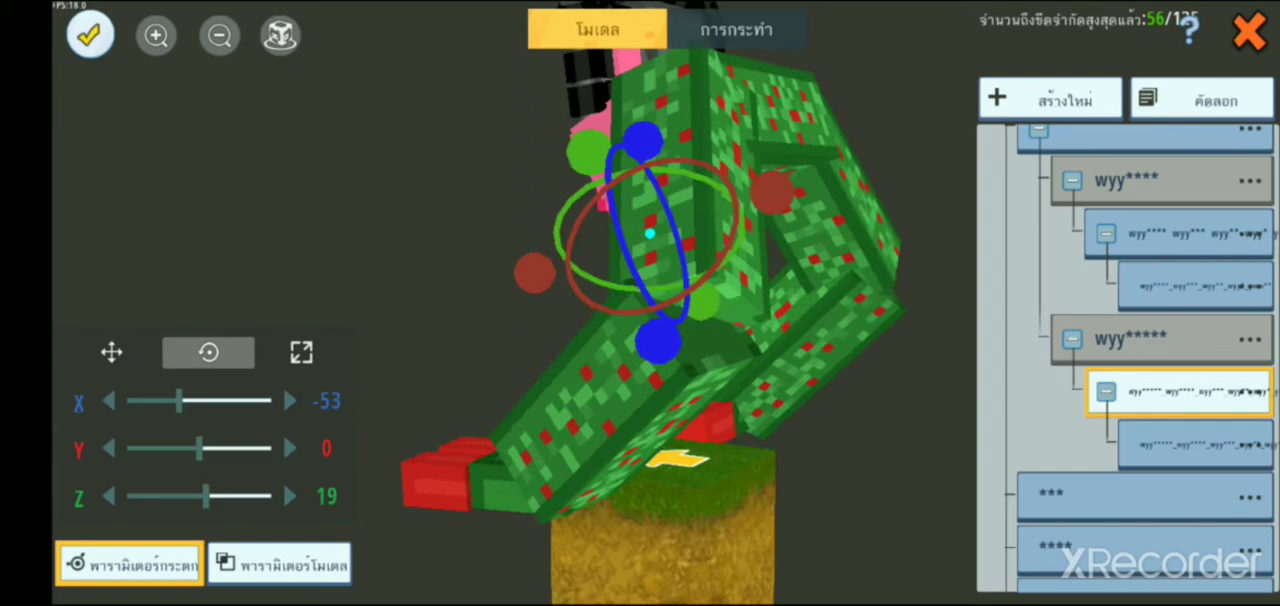 PS:18.0
โมเดล
การกระทำ
จำนวนถึงขีดจำกัดสูงสุดแล้ว:56/125
?
+ สร้างใหม่
คัดลอก
wyy****
wyy*****
***
****
X -53
Y 0
Z 19
พารามิเตอร์กระดูก
พารามิเตอร์โมเดล
XRecorder